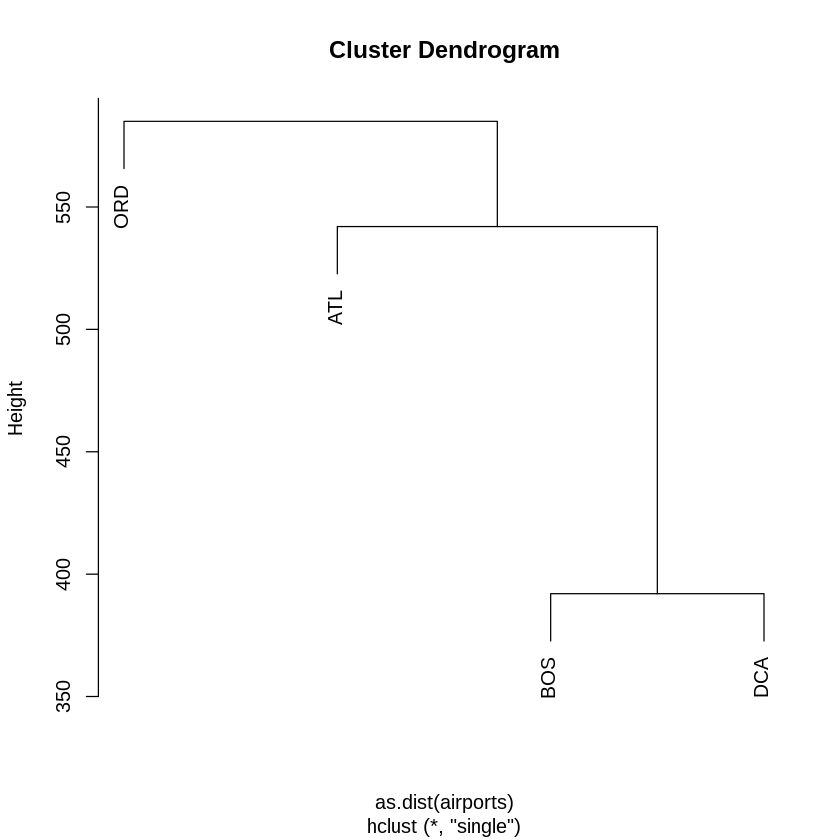 Cluster Dendrogram
Height
550
500
450
400
350
ORD
ATL
BOS
DCA
as.dist(airports)
hclust (*, "single")